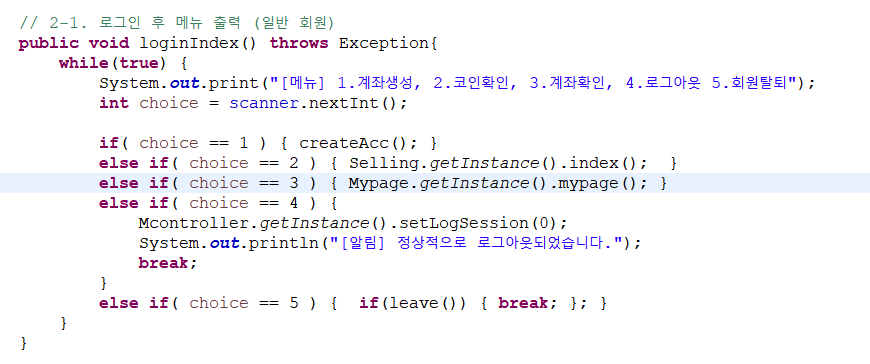 // 2-1. 로그인 후 메뉴 출력 (일반 회원)
public void loginIndex() throws Exception{
    while(true) {
        System.out.print("[메뉴] 1.계좌생성, 2.코인확인, 3.계좌확인, 4.로그아웃 5.회원탈퇴");
        int choice = scanner.nextInt();

        if( choice == 1 ) { createAcc(); }
        else if( choice == 2 ) { Selling.getInstance().index();  }
        else if( choice == 3 ) { Mypage.getInstance().mypage(); }
        else if( choice == 4 ) {
            Mcontroller.getInstance().setLogSession(0);
            System.out.println("[알림] 정상적으로 로그아웃되었습니다.");
            break;
        }
        else if( choice == 5 ) {  if(leave()) { break; }; }
    }
}